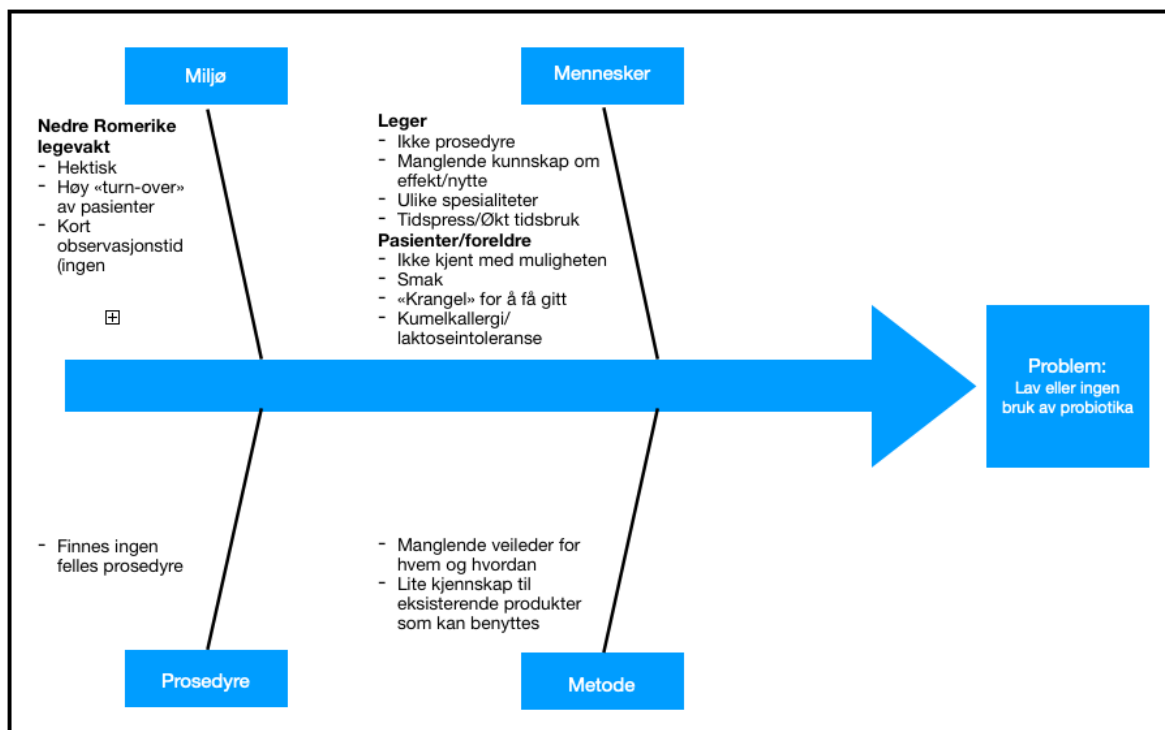 Miljø
Nedre Romerike
legevakt
- Hektisk
- Høy «turn-over»
av pasienter
- Kort
observasjonstid
(ingen
Mennesker
Leger
- Ikke prosedyre
- Manglende kunnskap om
effekt/nytte
- Ulike spesialiteter
- Tidspress/Økt tidsbruk
Pasienter/foreldre
- Ikke kjent med muligheten
- Smak
- «Krangel» for å få gitt
- Kumelkallergi/
laktoseintoleranse
Problem:
Lav eller ingen
bruk av probiotika
- Finnes ingen
felles prosedyre
Prosedyre
- Manglende veileder for
hvem og hvordan
- Lite kjennskap til
eksisterende produkter
som kan benyttes
Metode